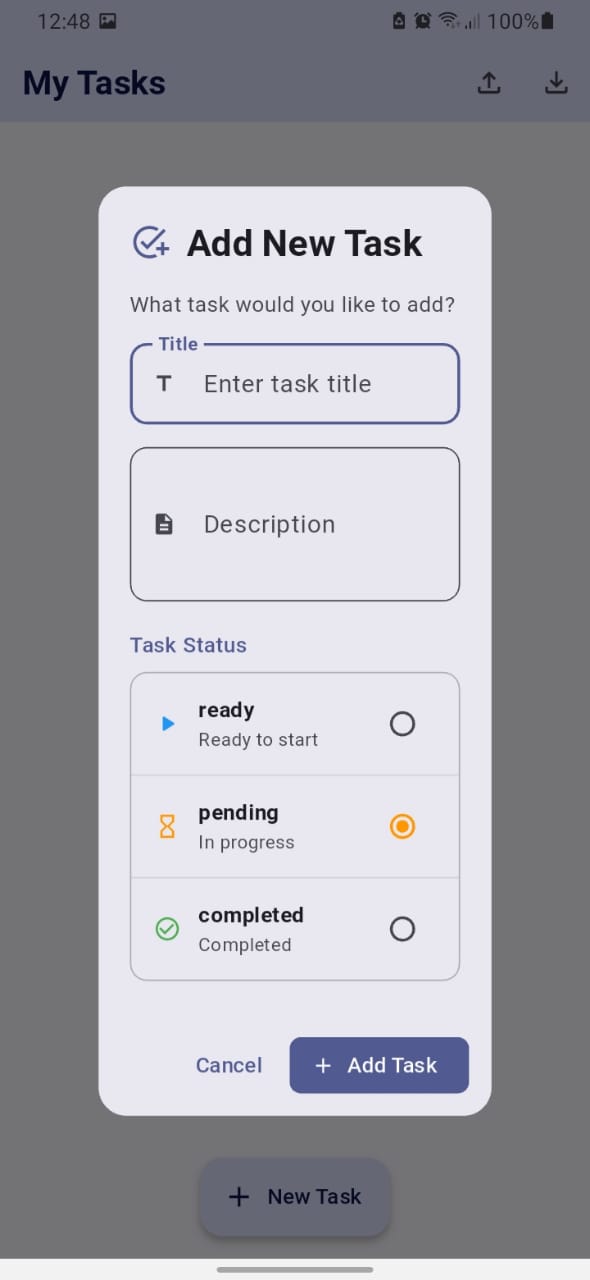 12:48
100%
My Tasks
Add New Task
What task would you like to add?
Title
Enter task title
Description
Task Status
ready
Ready to start
pending
In progress
completed
Completed
Cancel
+ Add Task
+ New Task